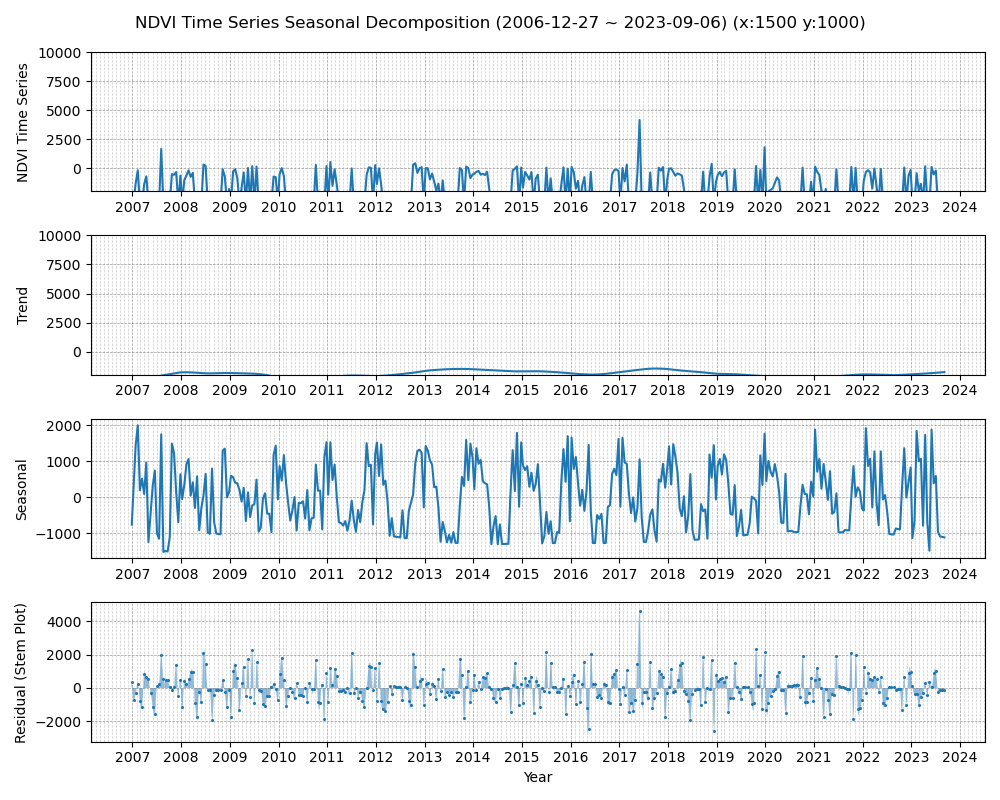 NDVI Time Series Seasonal Decomposition (2006-12-27 ~ 2023-09-06) (x:1500 y:1000)
NDVI Time Series
10000
7500
5000
2500
0
2007 2008 2009 2010 2011 2012 2013 2014 2015 2016 2017 2018 2019 2020 2021 2022 2023 2024
Trend
10000
7500
5000
2500
0
2007 2008 2009 2010 2011 2012 2013 2014 2015 2016 2017 2018 2019 2020 2021 2022 2023 2024
Seasonal
2000
1000
0
−1000
2007 2008 2009 2010 2011 2012 2013 2014 2015 2016 2017 2018 2019 2020 2021 2022 2023 2024
Residual (Stem Plot)
4000
2000
0
−2000
2007 2008 2009 2010 2011 2012 2013 2014 2015 2016 2017 2018 2019 2020 2021 2022 2023 2024
Year